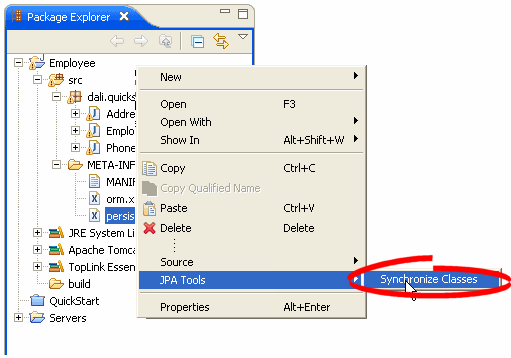 Package Explorer
Employee
src
dali.quicks
Addre
Emplo
Phone
META-INF
MANIF
orm.x
persis
JRE System Li
Apache Tomca
TopLink Essen
build
QuickStart
Servers
New
Open F3
Open With
Show In Alt+Shift+W
Copy Ctrl+C
Copy Qualified Name
Paste Ctrl+V
Delete Delete
Source
JPA Tools
Properties Alt+Enter
Synchronize Classes